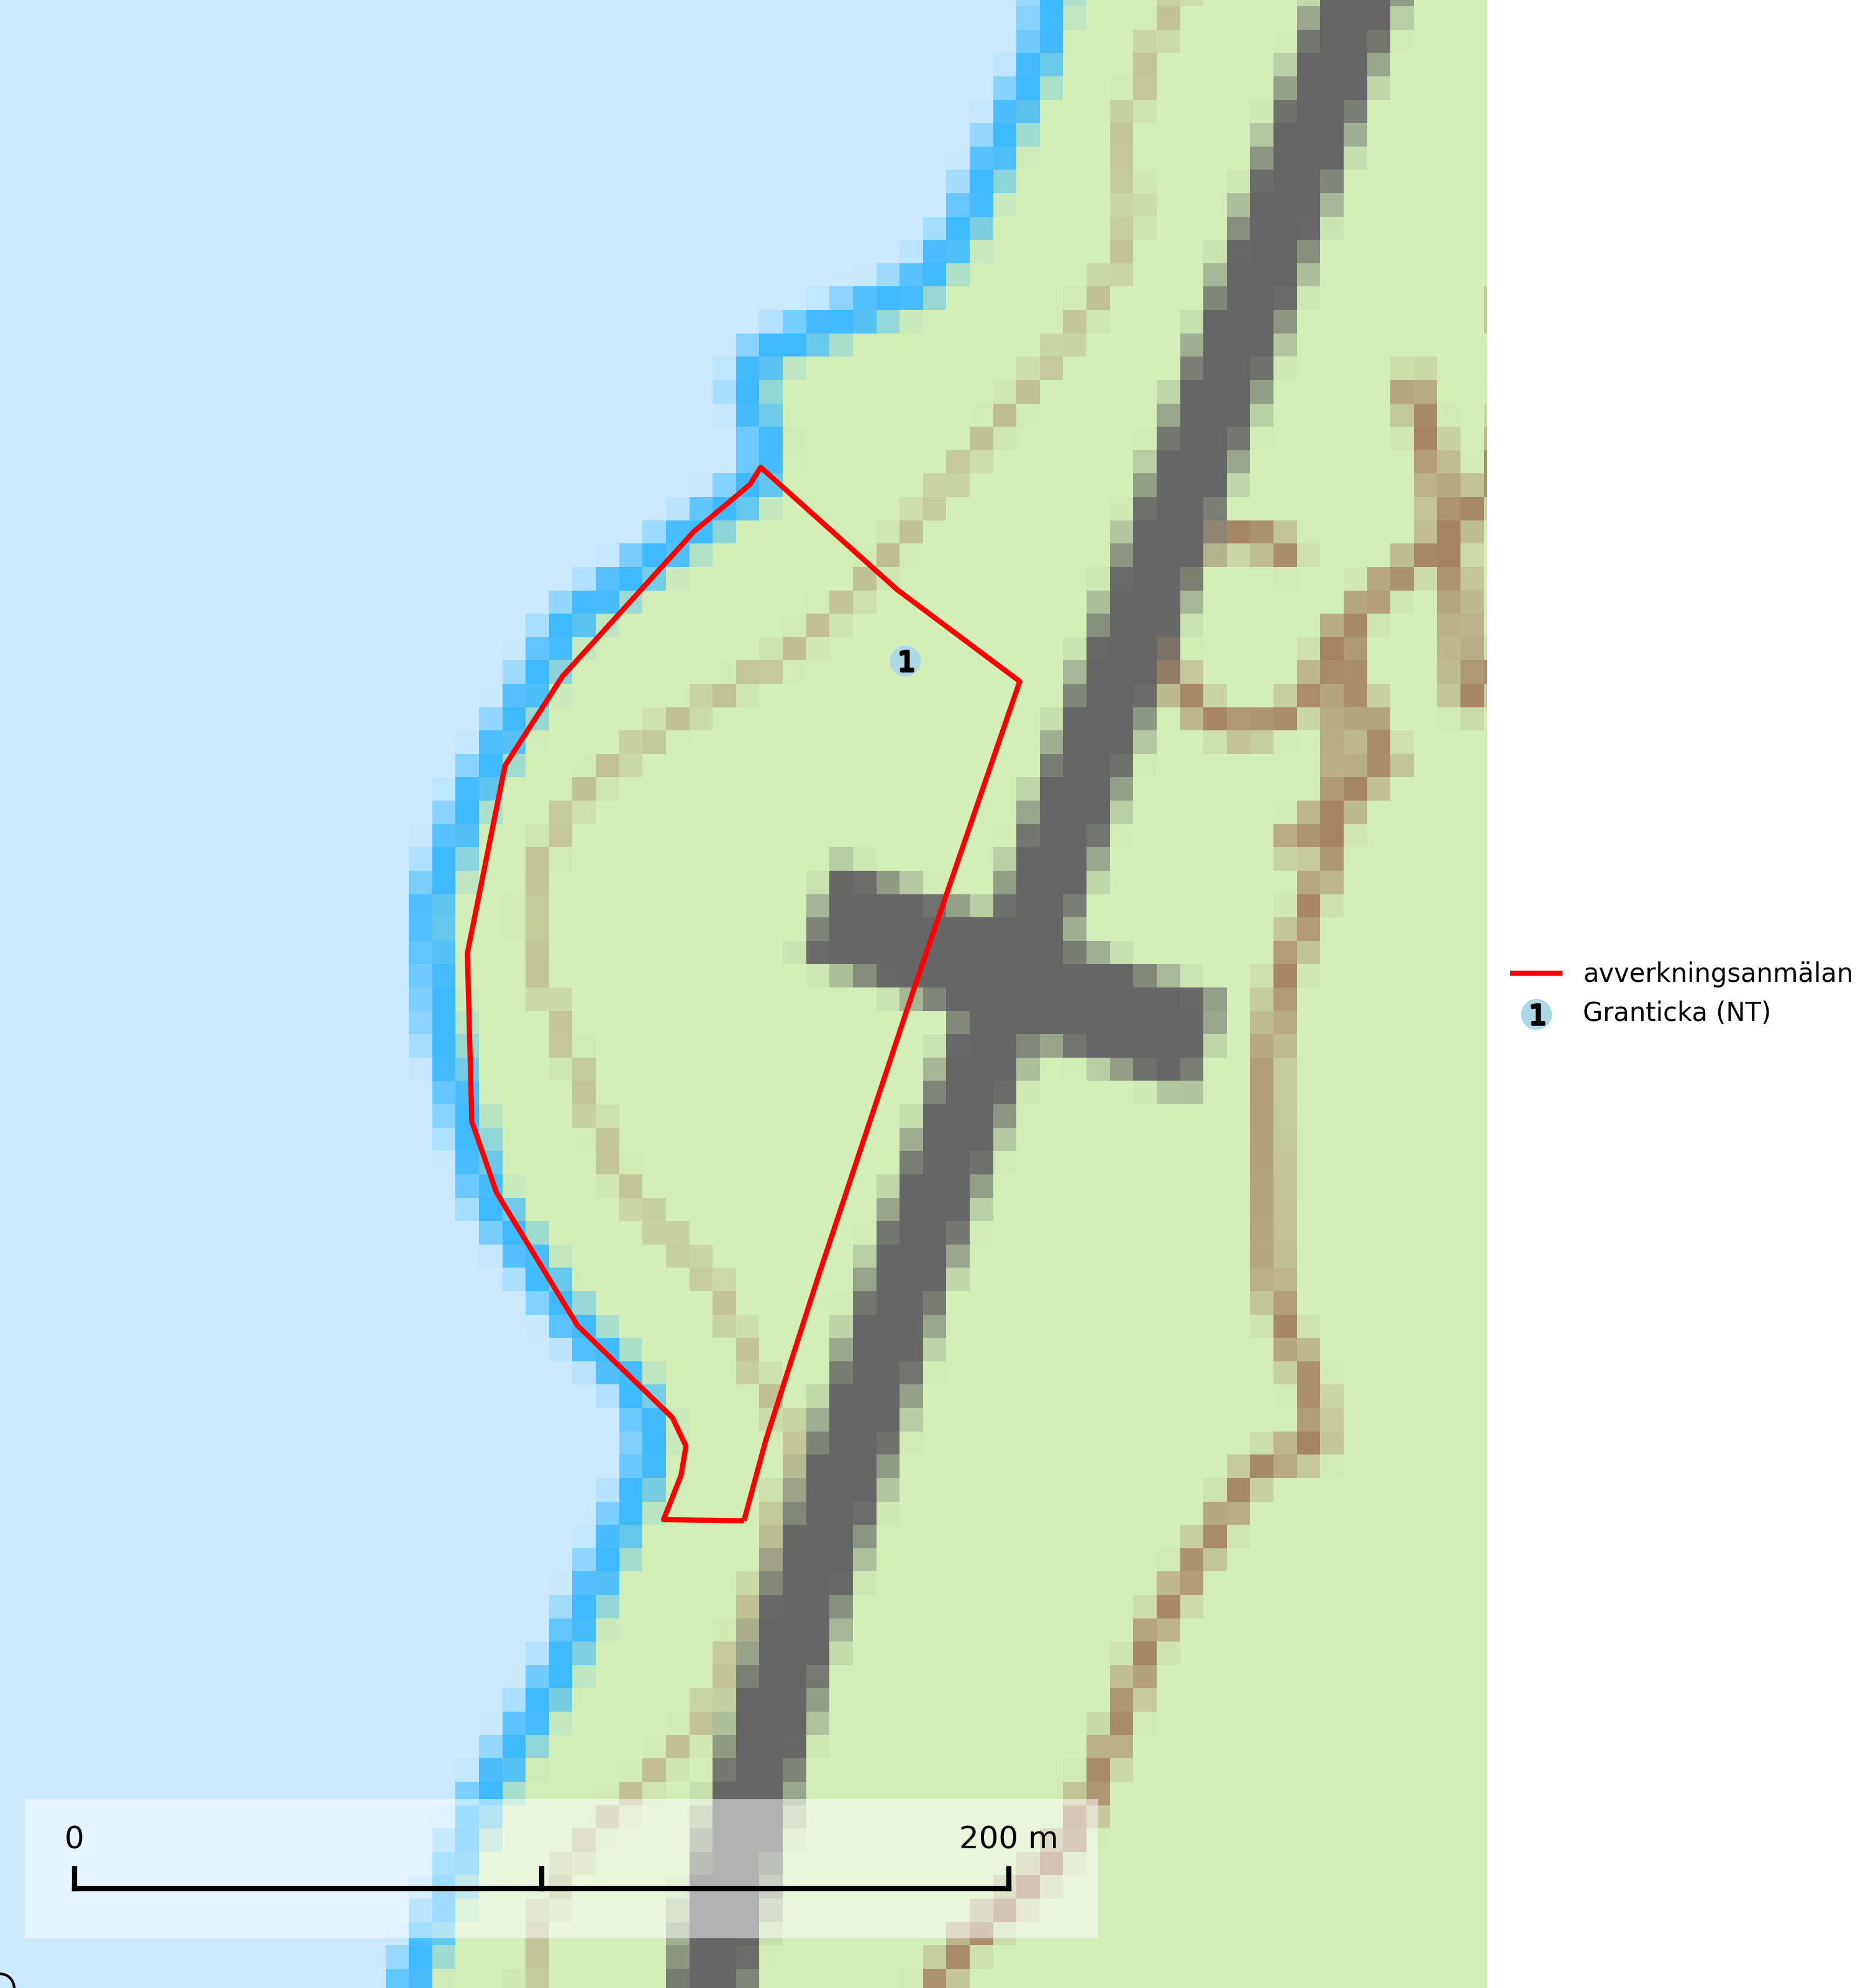 1
avverkningsanmälan
1 Granticka (NT)
0 200 m